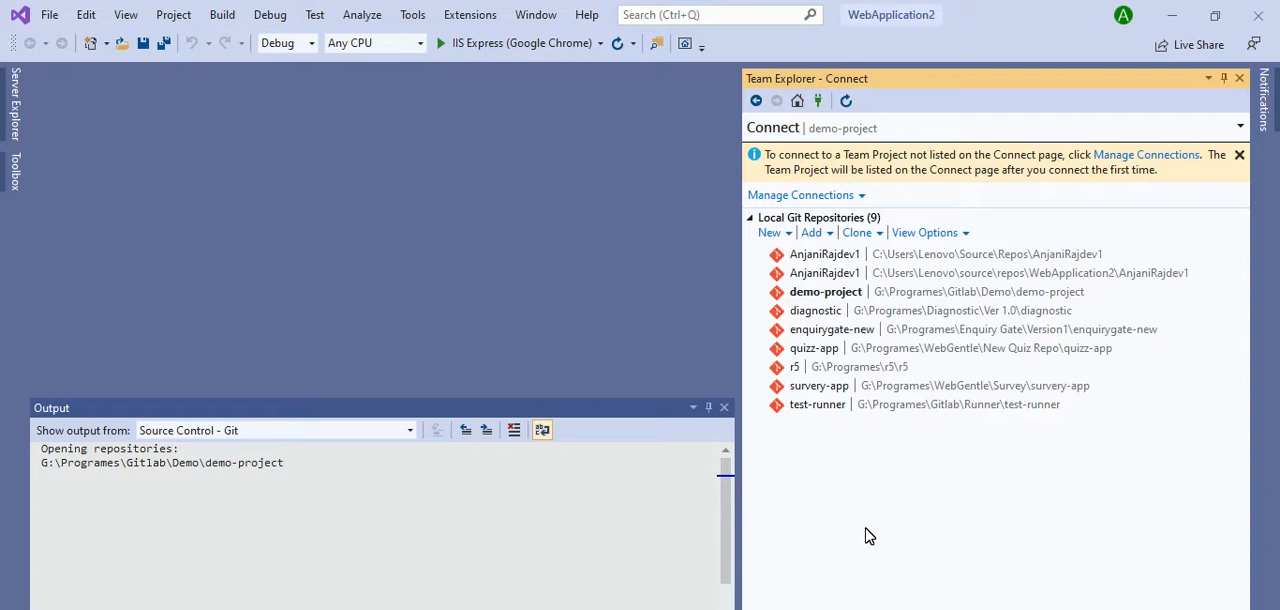 File Edit View Project Build Debug Test Analyze Tools Extensions Window Help Search (Ctrl+Q) WebApplication2 A
Debug Any CPU IIS Express (Google Chrome) Live Share
Server Explorer
Toolbox
Team Explorer - Connect
Notifications
Connect | demo-project
To connect to a Team Project not listed on the Connect page, click Manage Connections. The
Team Project will be listed on the Connect page after you connect the first time.
Manage Connections
Local Git Repositories (9)
New | Add | Clone | View Options
AnjaniRajdev1 | C:\Users\Lenovo\Source\Repos\AnjaniRajdev1
AnjaniRajdev1 | C:\Users\Lenovo\source\repos\WebApplication2\AnjaniRajdev1
demo-project | G:\Programes\Gitlab\Demo\demo-project
diagnostic | G:\Programes\Diagnostic\Ver 1.0\diagnostic
enquirygate-new | G:\Programes\Enquiry Gate\Version1\enquirygate-new
quizz-app | G:\Programes\WebGentle\New Quiz Repo\quizz-app
r5 | G:\Programes\r5\r5
survery-app | G:\Programes\WebGentle\Survey\survery-app
test-runner | G:\Programes\Gitlab\Runner\test-runner
Output
Show output from: Source Control - Git
Opening repositories:
G:\Programes\Gitlab\Demo\demo-project